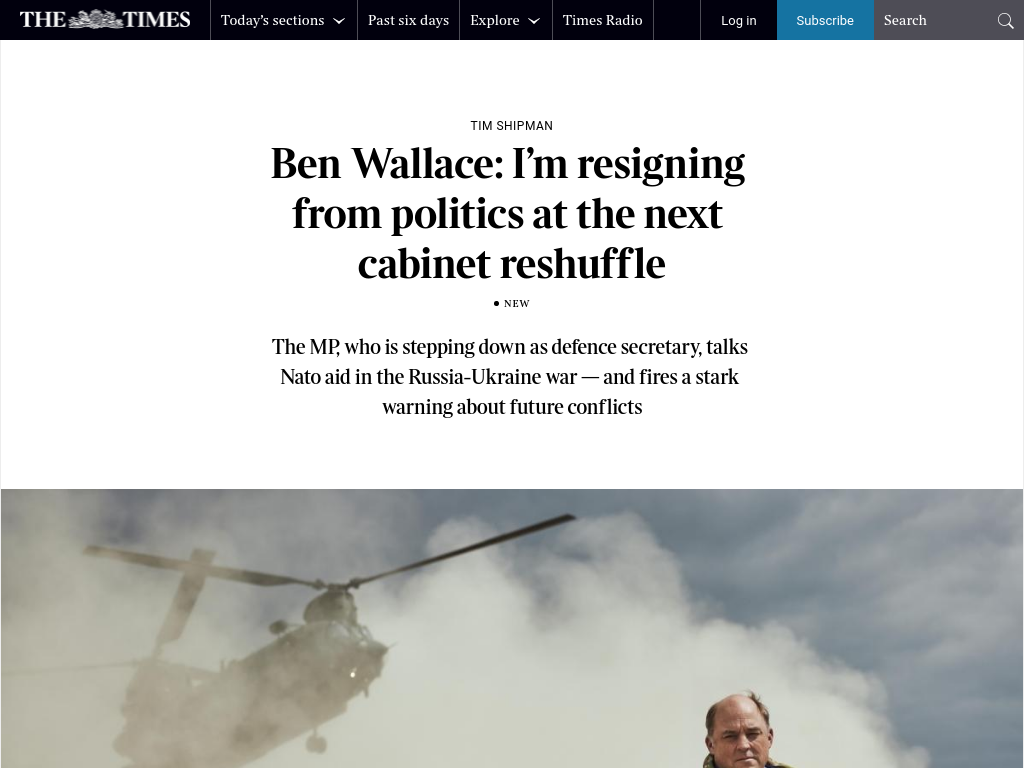 THE TIMES
Today's sections
Past six days
Explore
Times Radio
Log in
Subscribe
Search
TIM SHIPMAN
Ben Wallace: I'm resigning
from politics at the next
cabinet reshuffle
• NEW
The MP, who is stepping down as defence secretary, talks
Nato aid in the Russia-Ukraine war — and fires a stark
warning about future conflicts